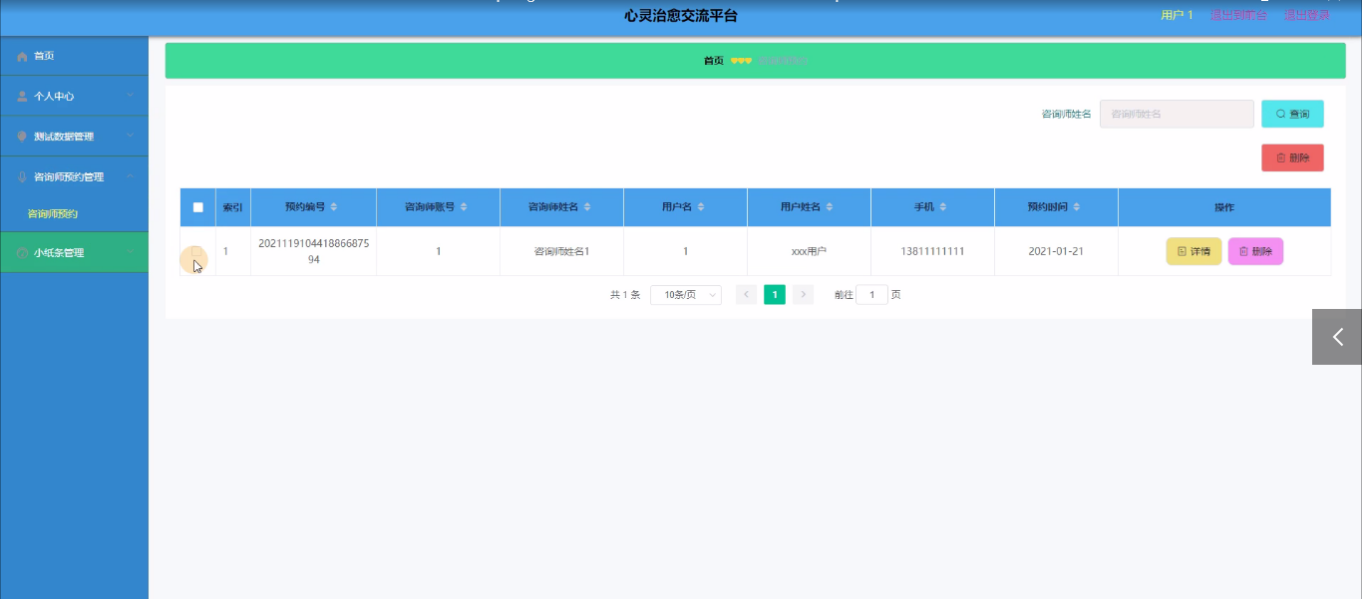 心灵治愈交流平台
用户 1 退出到前台 退出登录
首页
个人中心
测试数据管理
咨询师预约管理
咨询师预约
小纸条管理
首页
咨询师姓名 咨询师姓名 查询
删除
索引 预约编号 咨询师账号 咨询师姓名 用户名 用户姓名 手机 预约时间 操作
1 2021119104418866875 1 咨询师姓名1 1 xxx用户 13811111111 2021-01-21 详情 删除
94
共 1 条 10条/页 1 前往 1 页